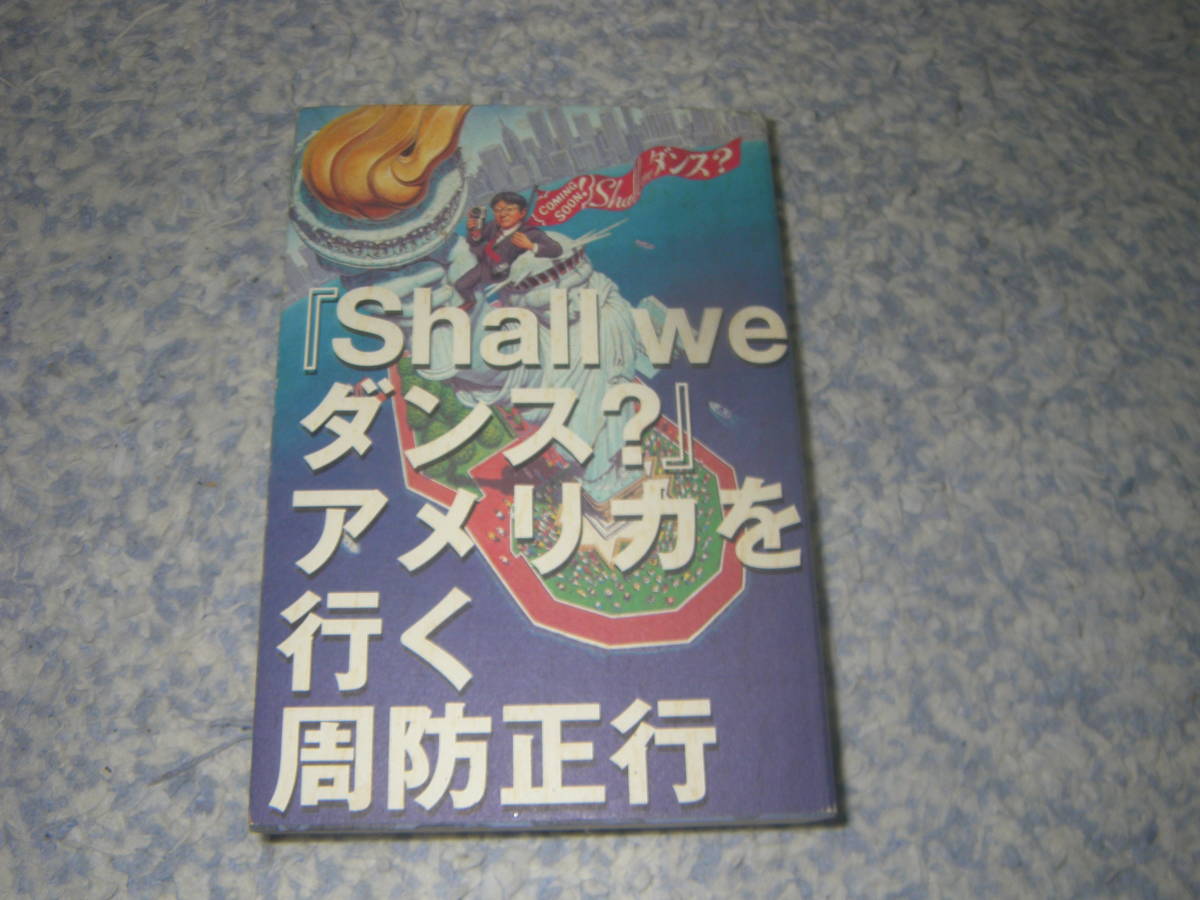 COMING
SOON!
Shall we ダンス?
『Shall we
ダンス?』
アメリカを
行く
周防正行